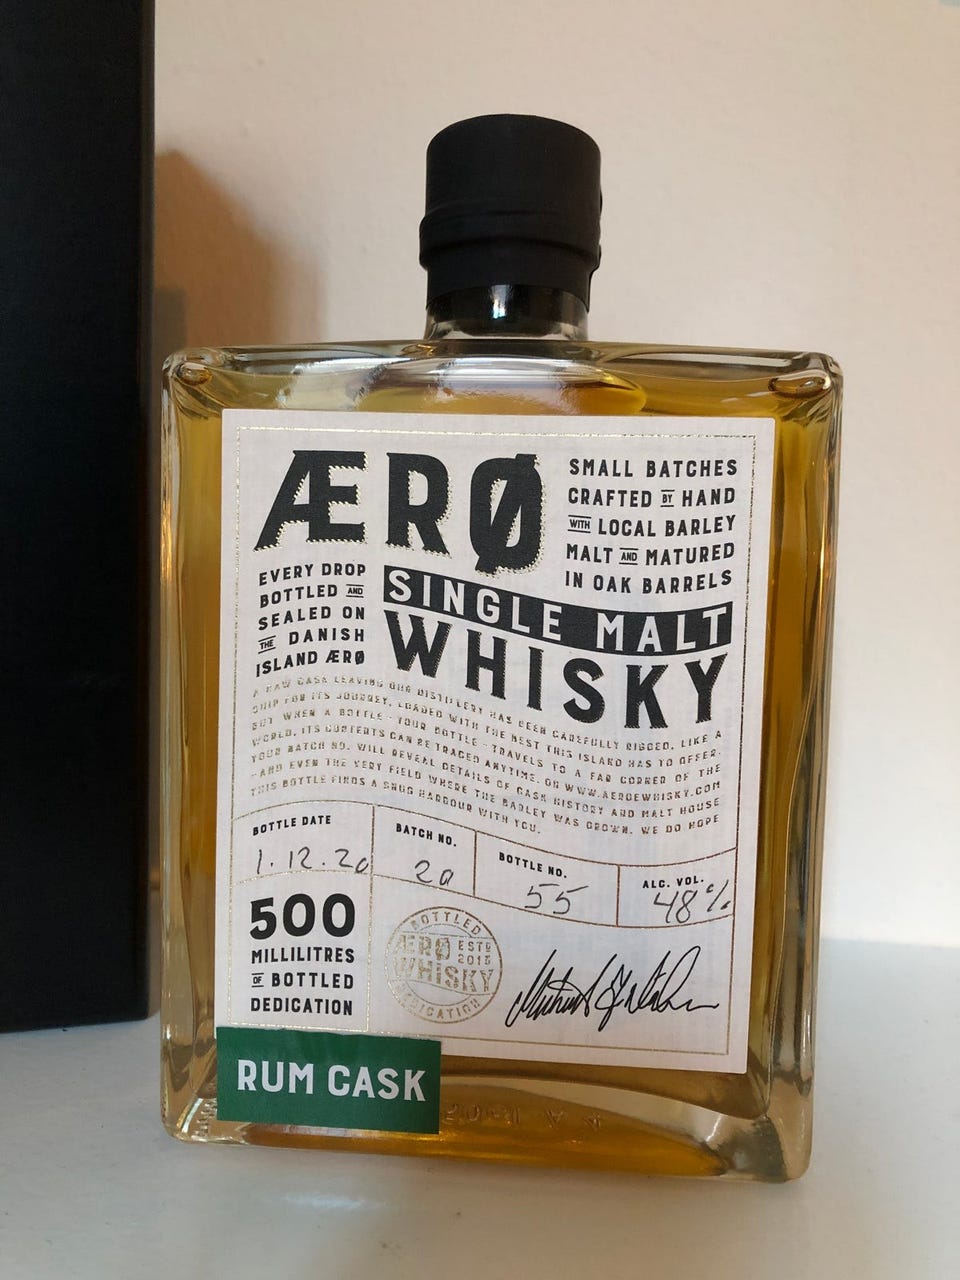 ÆRØ
SMALL BATCHES
CRAFTED BY HAND
WITH LOCAL BARLEY
MALT AND MATURED
IN OAK BARRELS
EVERY DROP
BOTTLED AND
SEALED ON
THE DANISH
ISLAND ÆRØ
SINGLE MALT
WHISKY
A RAW CASK LEAVING OUR DISTILLERY HAS BEEN CAREFULLY RIGGED, LIKE A
SHIP FOR ITS JOURNEY, LOADED WITH THE BEST THIS ISLAND HAS TO OFFER.
BUT WHEN A BOTTLE - YOUR BOTTLE - TRAVELS TO A FAR CORNER OF THE
WORLD, ITS CONTENTS CAN BE TRACED ANYTIME. ON WWW.AEROEWHISKY.COM
YOUR BATCH NO. WILL REVEAL DETAILS OF CASK HISTORY AND MALT HOUSE
- AND EVEN THE VERY FIELD WHERE THE BARLEY WAS GROWN. WE DO HOPE
THIS BOTTLE FINDS A SNUG HARBOUR WITH YOU.
BOTTLE DATE
1.12.20
BATCH NO.
20
BOTTLE NO.
55
ALC. VOL.
48%
500
MILLILITRES
OF BOTTLED
DEDICATION
BOTTLED
ÆRØ ESTD
2015
WHISKY
DEDICATION
RUM CASK